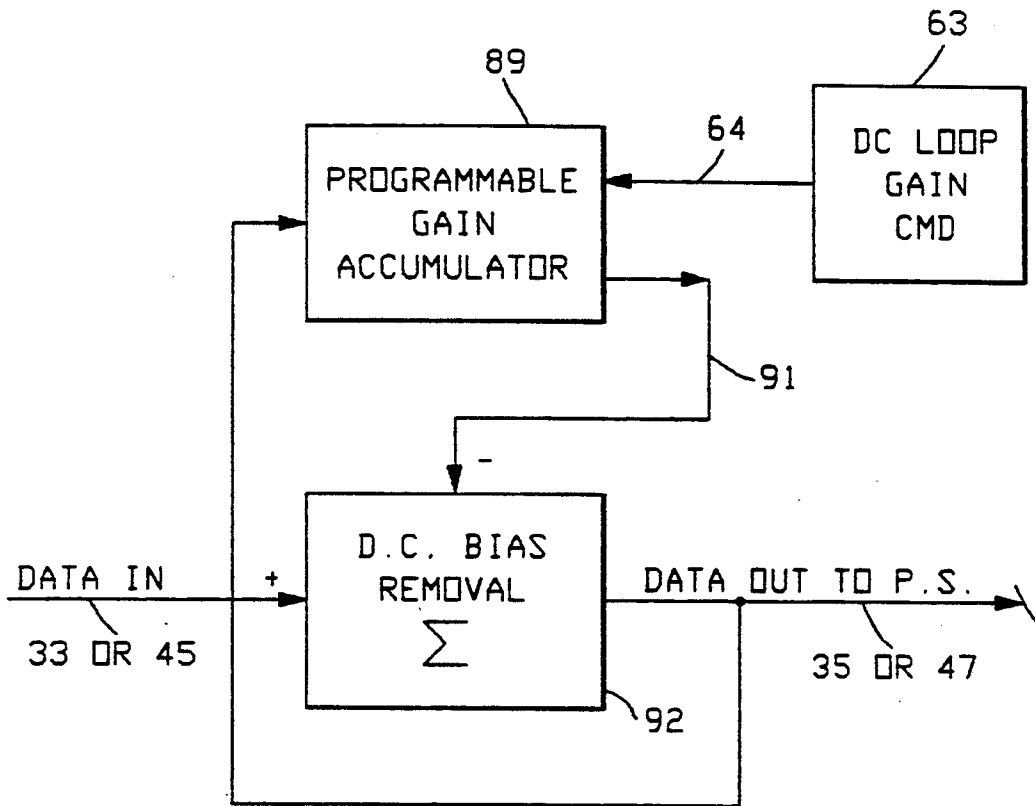 63
89
64
DC LOOP
GAIN
CMD
PROGRAMMABLE
GAIN
ACCUMULATOR
91
-
D.C. BIAS
REMOVAL
Σ
DATA IN
+
DATA OUT TO P.S.
33 OR 45
35 OR 47
92